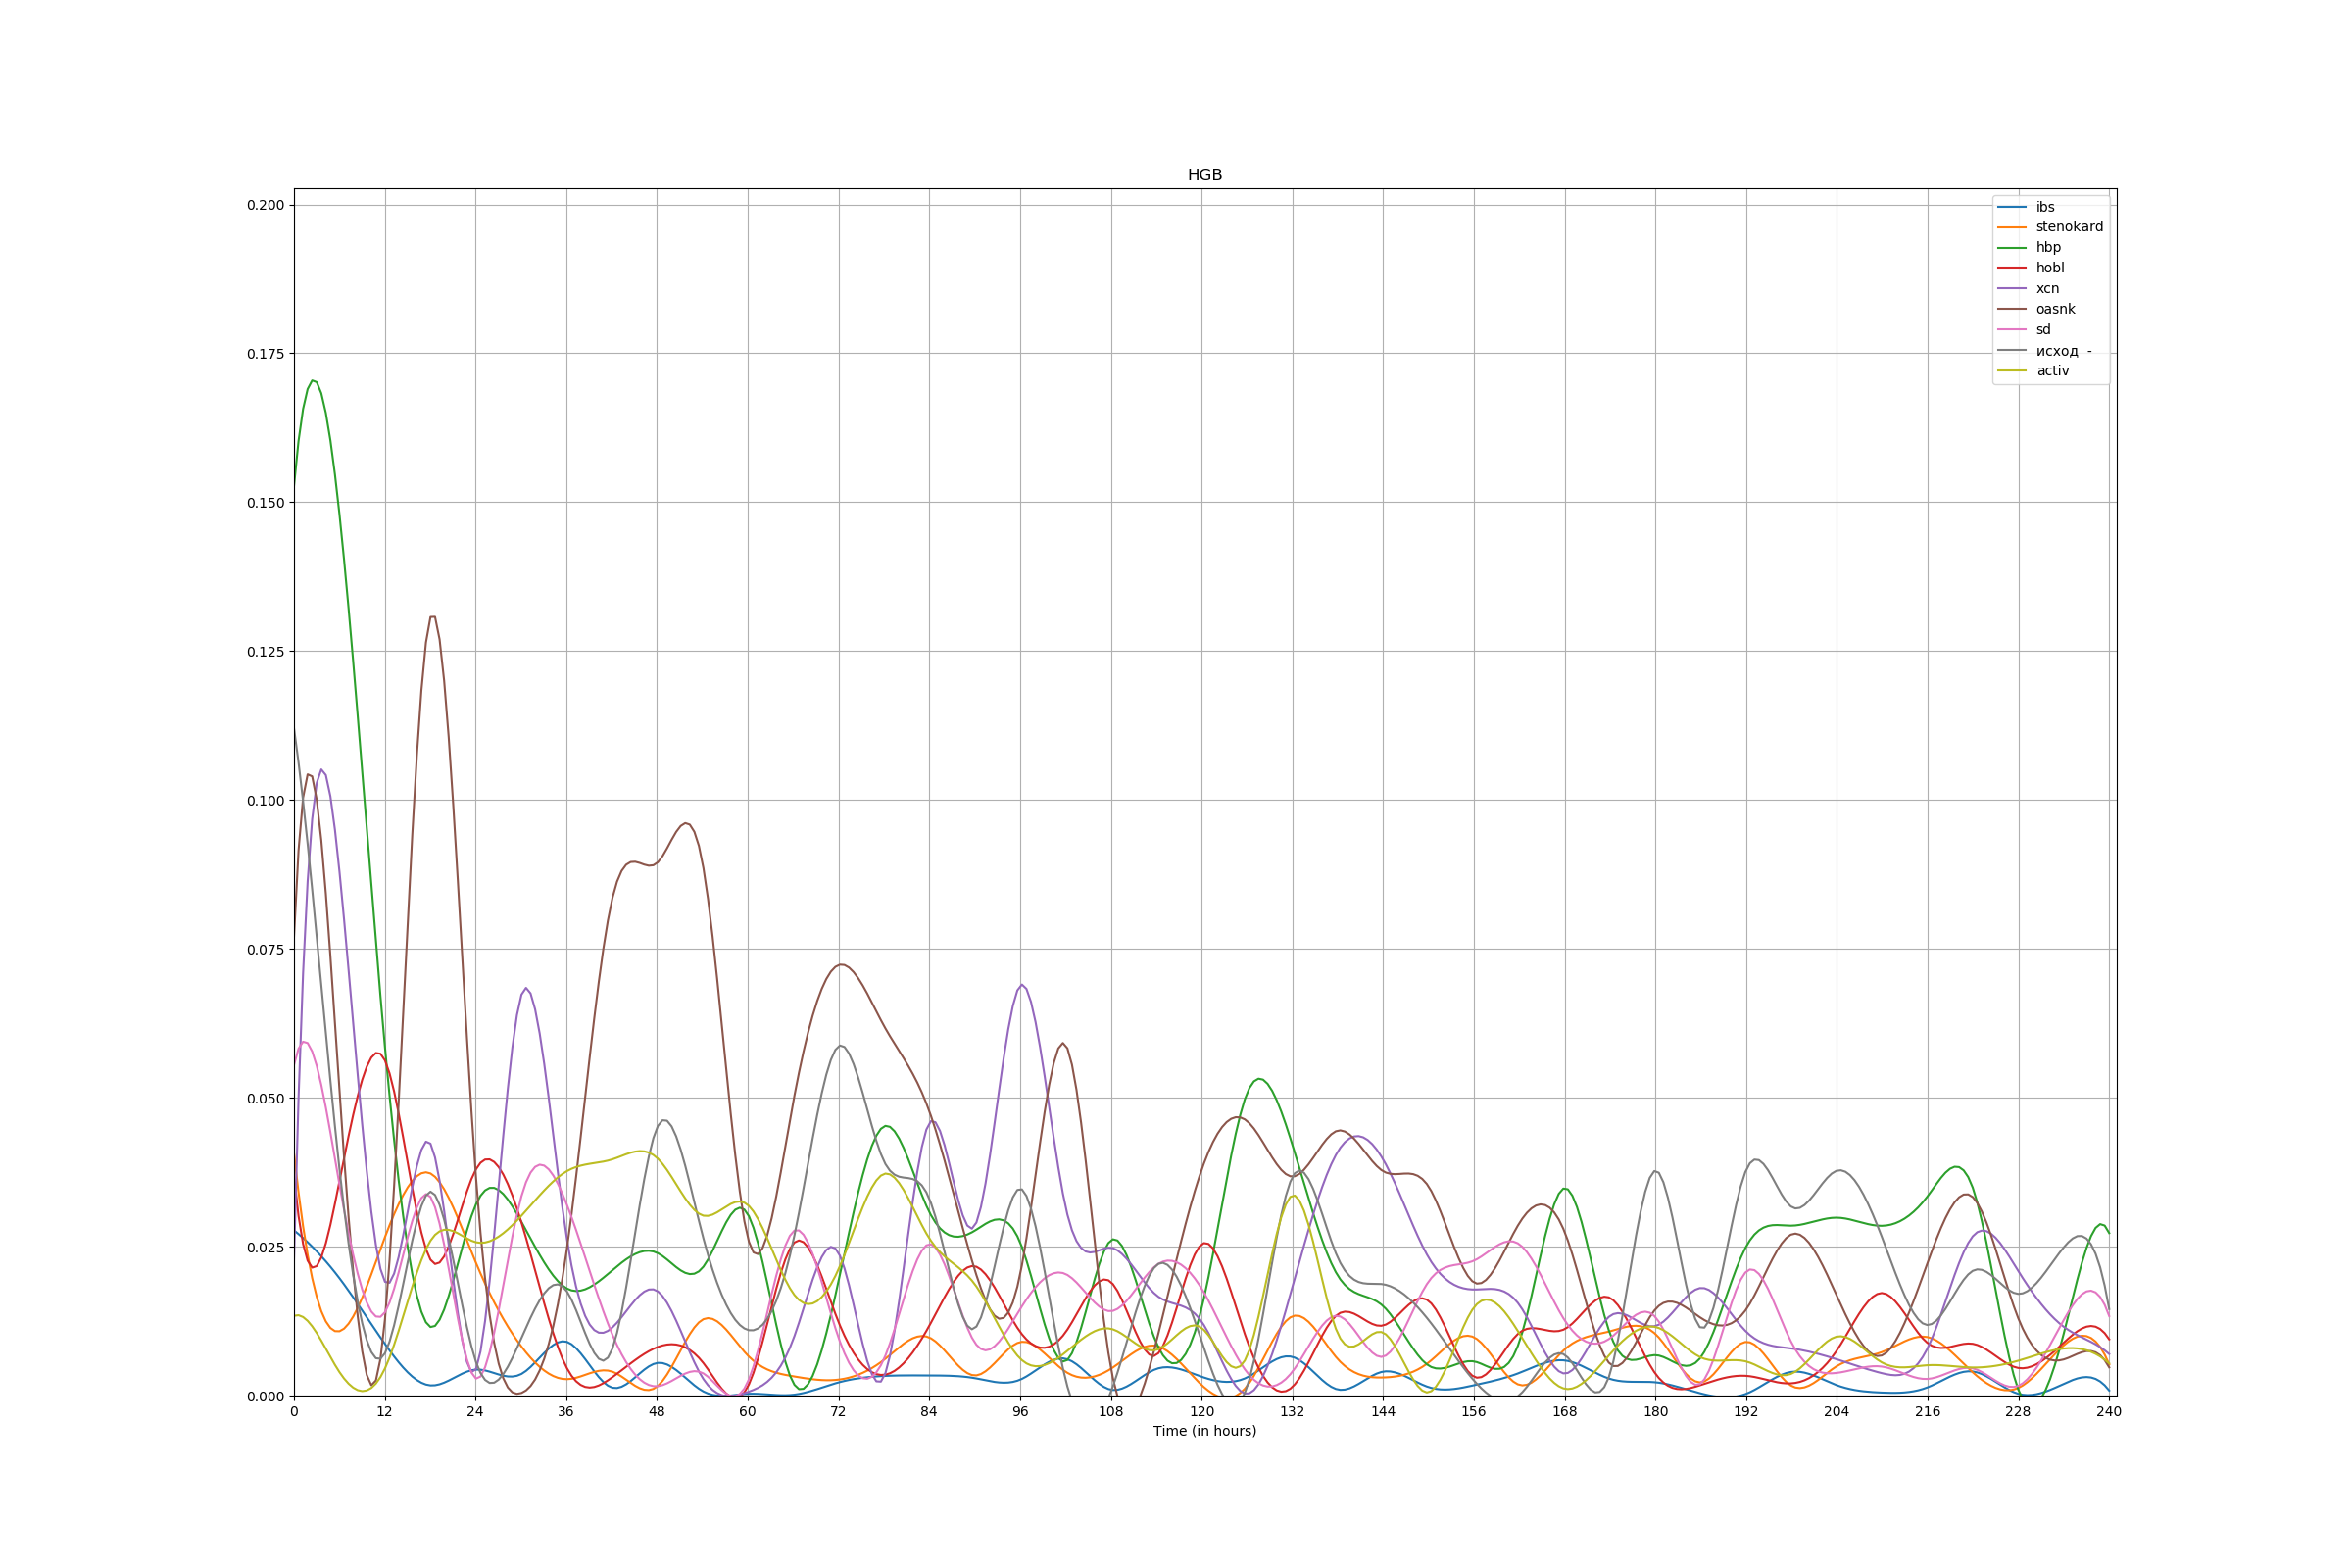 HGB
0.200
0.175
0.150
0.125
0.100
0.075
0.050
0.025
0.000
ibs
stenokard
hbp
hobl
xcn
oasnk
sd
исход -
activ
0 12 24 36 48 60 72 84 96 108 120 132 144 156 168 180 192 204 216 228 240
Time (in hours)